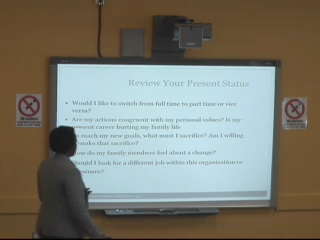 Review Your Present Status
• Would I like to switch from full time to part time or vice
versa?
• Are my actions congruent with my personal values? Is my
present career hurting my family life
To reach my new goals, what must I sacrifice? Am I willing
make that sacrifice?
How do my family members feel about a change?
Should I look for a different job within this organization or